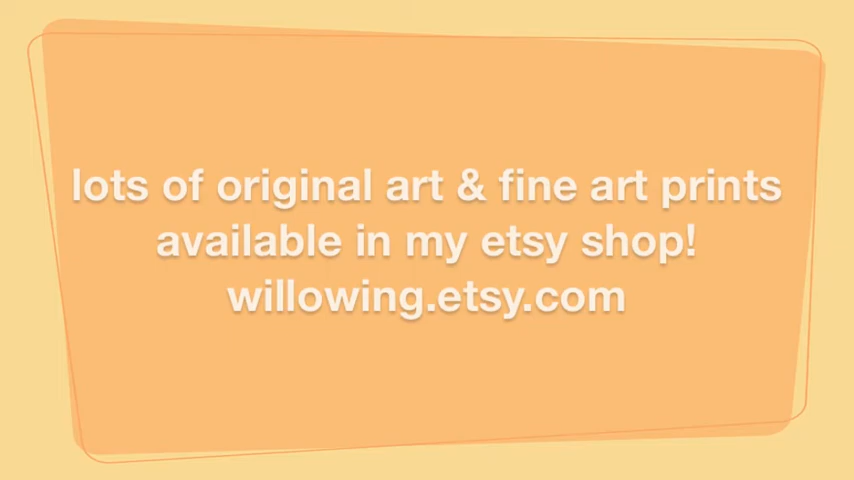 lots of original art & fine art prints
available in my etsy shop!
willowing.etsy.com